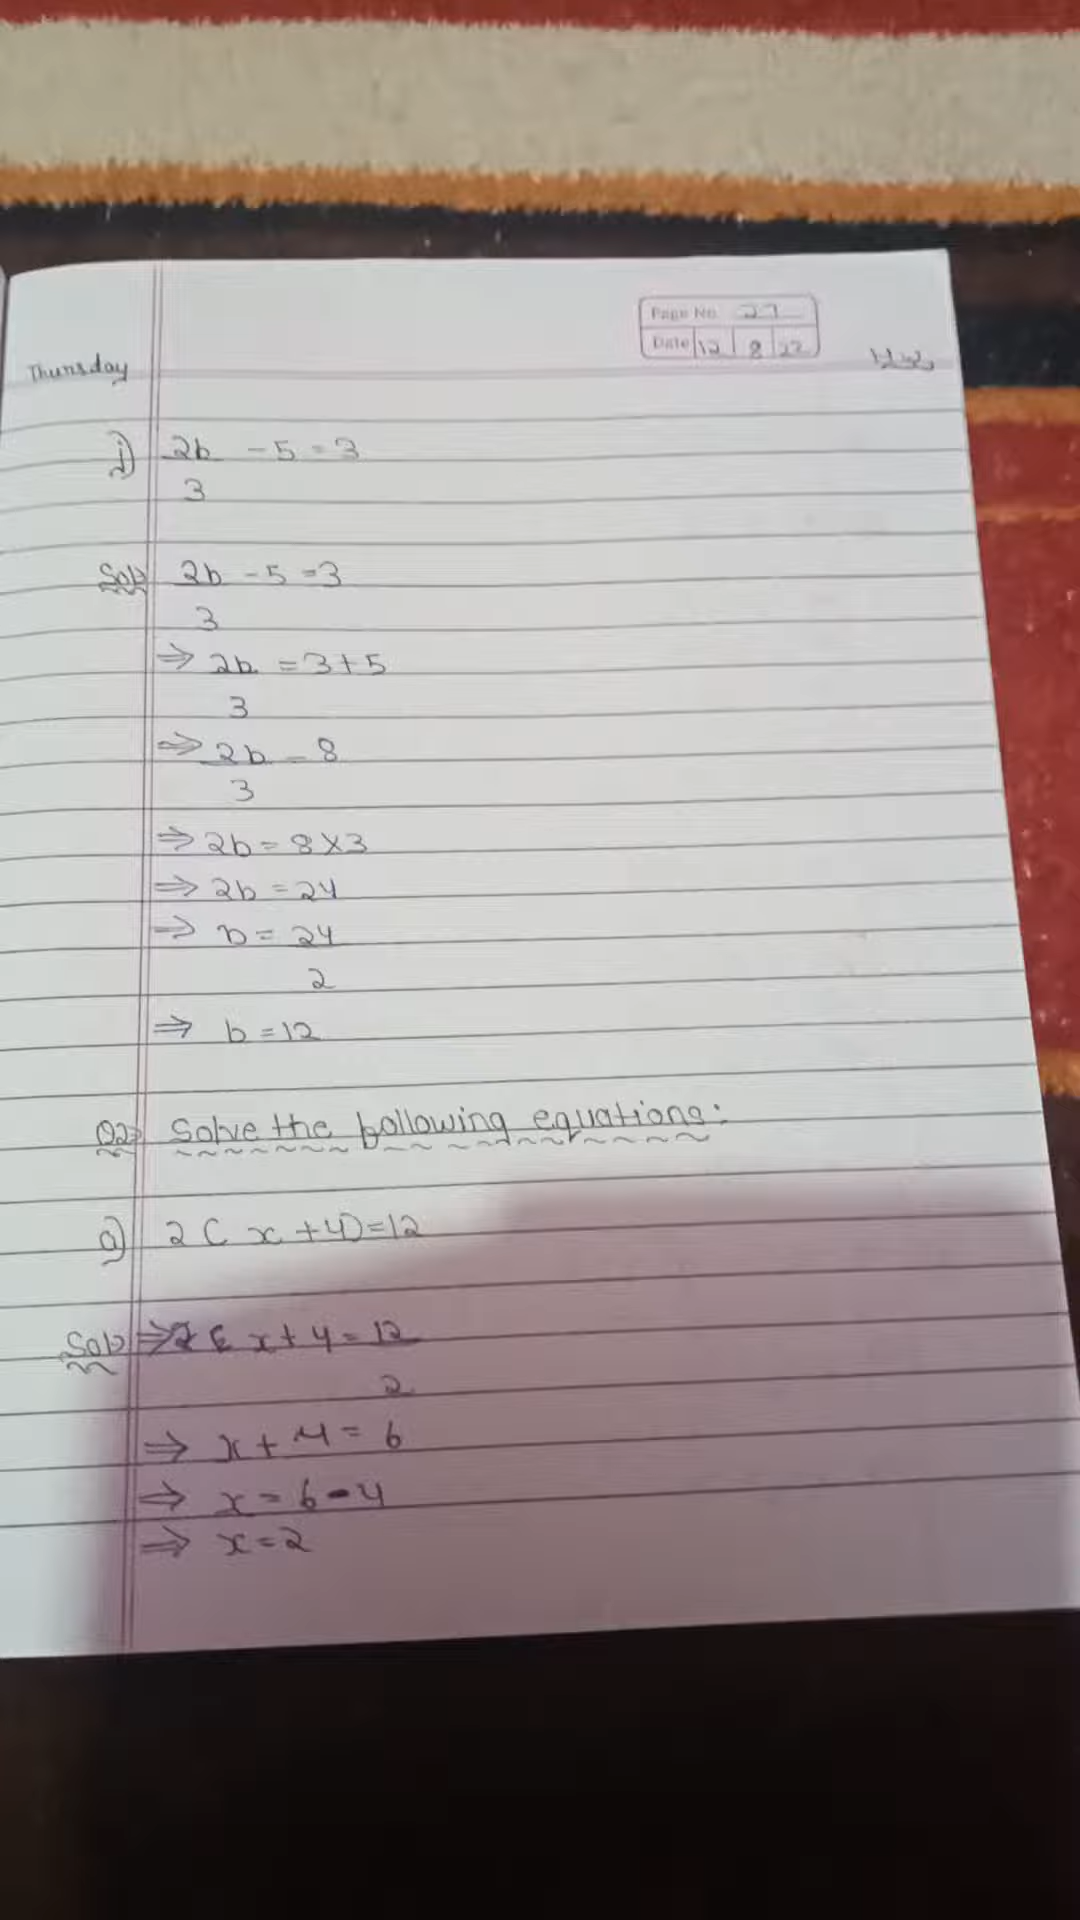 Page No. 27
Date 12 8 22
H.W.
Thursday
i) 2b - 5 = 3
3
Sol> 2b - 5 = 3
3
⇒ 2b = 3+5
3
⇒ 2b = 8
3
⇒ 2b = 8×3
⇒ 2b = 24
⇒ b = 24
2
⇒ b = 12
Q2> Solve the following equations:
a) 2 ( x + 4) = 12
Sol> ⇒ x + 4 = 12
2
⇒ x + 4 = 6
⇒ x = 6 - 4
⇒ x = 2